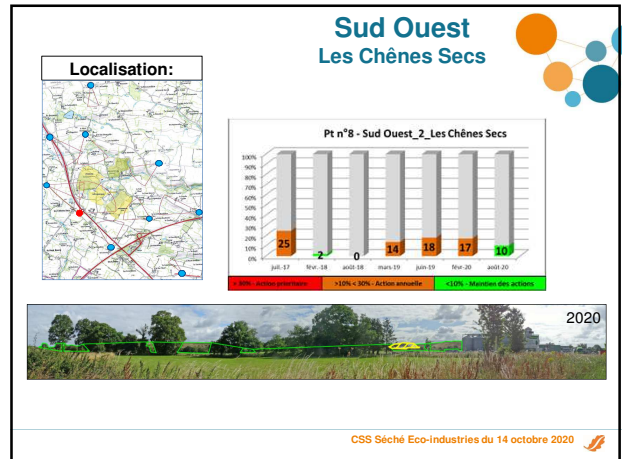 Sud Ouest
Les Chênes Secs
Localisation:
Pt n°8 - Sud Ouest_2_Les Chênes Secs
100%
90%
80%
70%
60%
50%
40%
30%
20%
10%
0%
25
2
0
14
18
17
10
juil.-17 févr.-18 août-18 mars-19 juin-19 févr.-20 août-20
> 30% - Action prioritaire >10% < 30% - Action annuelle <10% - Maintien des actions
2020
CSS Séché Eco-industries du 14 octobre 2020